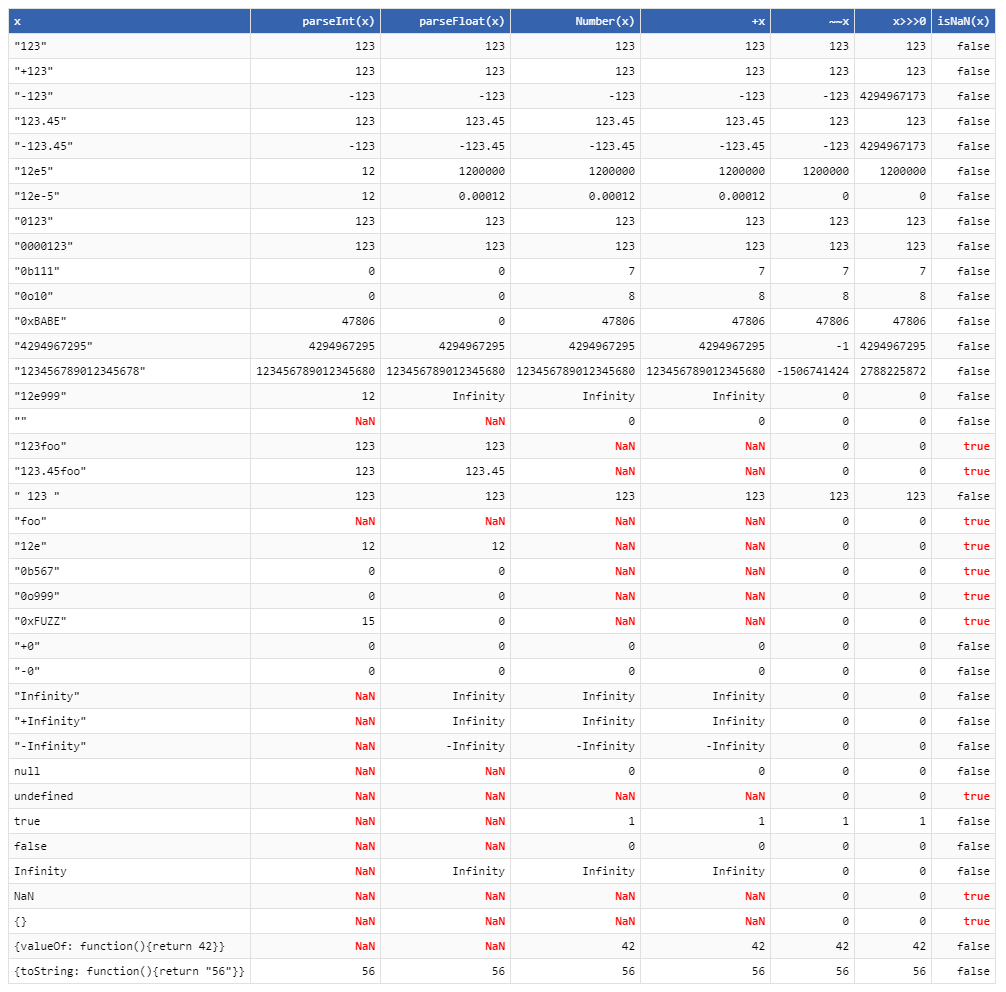 x parseInt(x) parseFloat(x) Number(x) +x ~~x x>>>0 isNaN(x)
"123" 123 123 123 123 123 123 false
"+123" 123 123 123 123 123 123 false
"-123" -123 -123 -123 -123 -123 4294967173 false
"123.45" 123 123.45 123.45 123.45 123 123 false
"-123.45" -123 -123.45 -123.45 -123.45 -123 4294967173 false
"12e5" 12 1200000 1200000 1200000 1200000 1200000 false
"12e-5" 12 0.00012 0.00012 0.00012 0 0 false
"0123" 123 123 123 123 123 123 false
"0000123" 123 123 123 123 123 123 false
"0b111" 0 0 7 7 7 7 false
"0o10" 0 0 8 8 8 8 false
"0xBABE" 47806 0 47806 47806 47806 47806 false
"4294967295" 4294967295 4294967295 4294967295 4294967295 -1 4294967295 false
"123456789012345678" 123456789012345680 123456789012345680 123456789012345680 123456789012345680 -1506741424 2788225872 false
"12e999" 12 Infinity Infinity Infinity 0 0 false
"" NaN NaN 0 0 0 0 false
"123foo" 123 123 NaN NaN 0 0 true
"123.45foo" 123 123.45 NaN NaN 0 0 true
" 123 " 123 123 123 123 123 123 false
"foo" NaN NaN NaN NaN 0 0 true
"12e" 12 12 NaN NaN 0 0 true
"0b567" 0 0 NaN NaN 0 0 true
"0o999" 0 0 NaN NaN 0 0 true
"0xFUZZ" 15 0 NaN NaN 0 0 true
"+0" 0 0 0 0 0 0 false
"-0" 0 0 0 0 0 0 false
"Infinity" NaN Infinity Infinity Infinity 0 0 false
"+Infinity" NaN Infinity Infinity Infinity 0 0 false
"-Infinity" NaN -Infinity -Infinity -Infinity 0 0 false
null NaN NaN 0 0 0 0 false
undefined NaN NaN NaN NaN 0 0 true
true NaN NaN 1 1 1 1 false
false NaN NaN 0 0 0 0 false
Infinity NaN Infinity Infinity Infinity 0 0 false
NaN NaN NaN NaN NaN 0 0 true
{} NaN NaN NaN NaN 0 0 true
{valueOf: function(){return 42}} NaN NaN 42 42 42 42 false
{toString: function(){return "56"}} 56 56 56 56 56 56 false